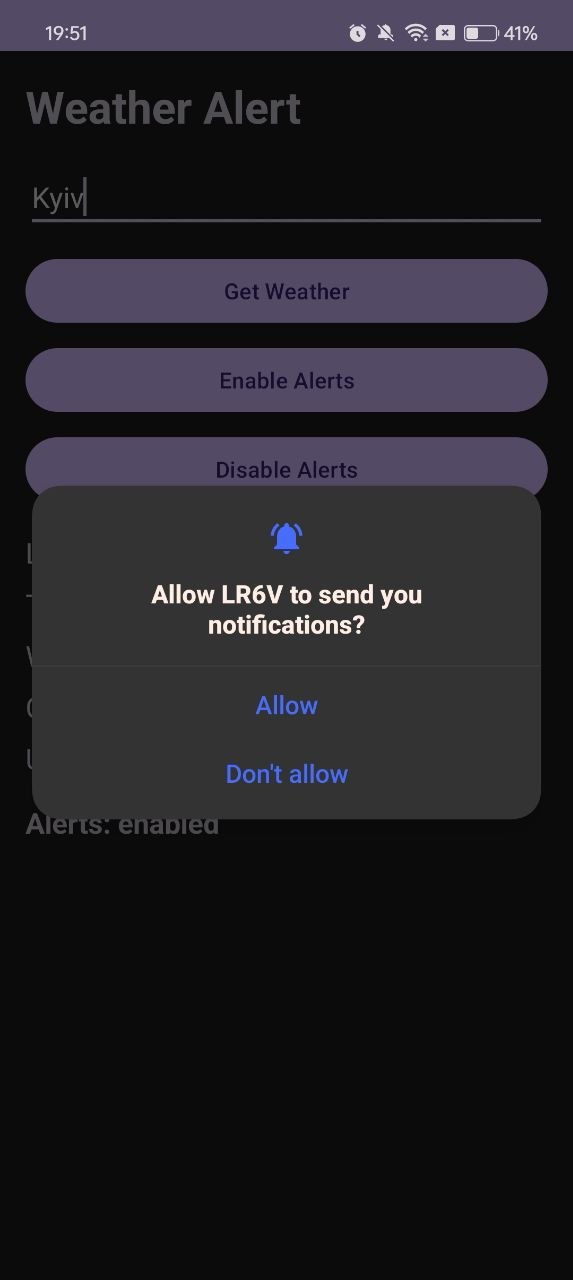 19:51
41%
Weather Alert
Kyiv
Get Weather
Enable Alerts
Disable Alerts
Allow LR6V to send you
notifications?
Allow
Don't allow
Alerts: enabled